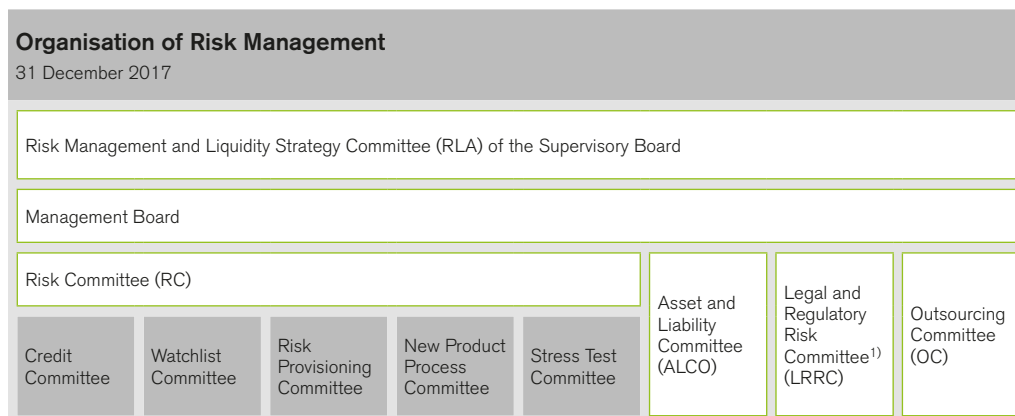 Organisation of Risk Management
31 December 2017
Risk Management and Liquidity Strategy Committee (RLA) of the Supervisory Board
Management Board
Risk Committee (RC)
Credit
Committee
Watchlist
Committee
Risk
Provisioning
Committee
New Product
Process
Committee
Stress Test
Committee
Asset and
Liability
Committee
(ALCO)
Legal and
Regulatory
Risk
Committee1)
(LRRC)
Outsourcing
Committee
(OC)